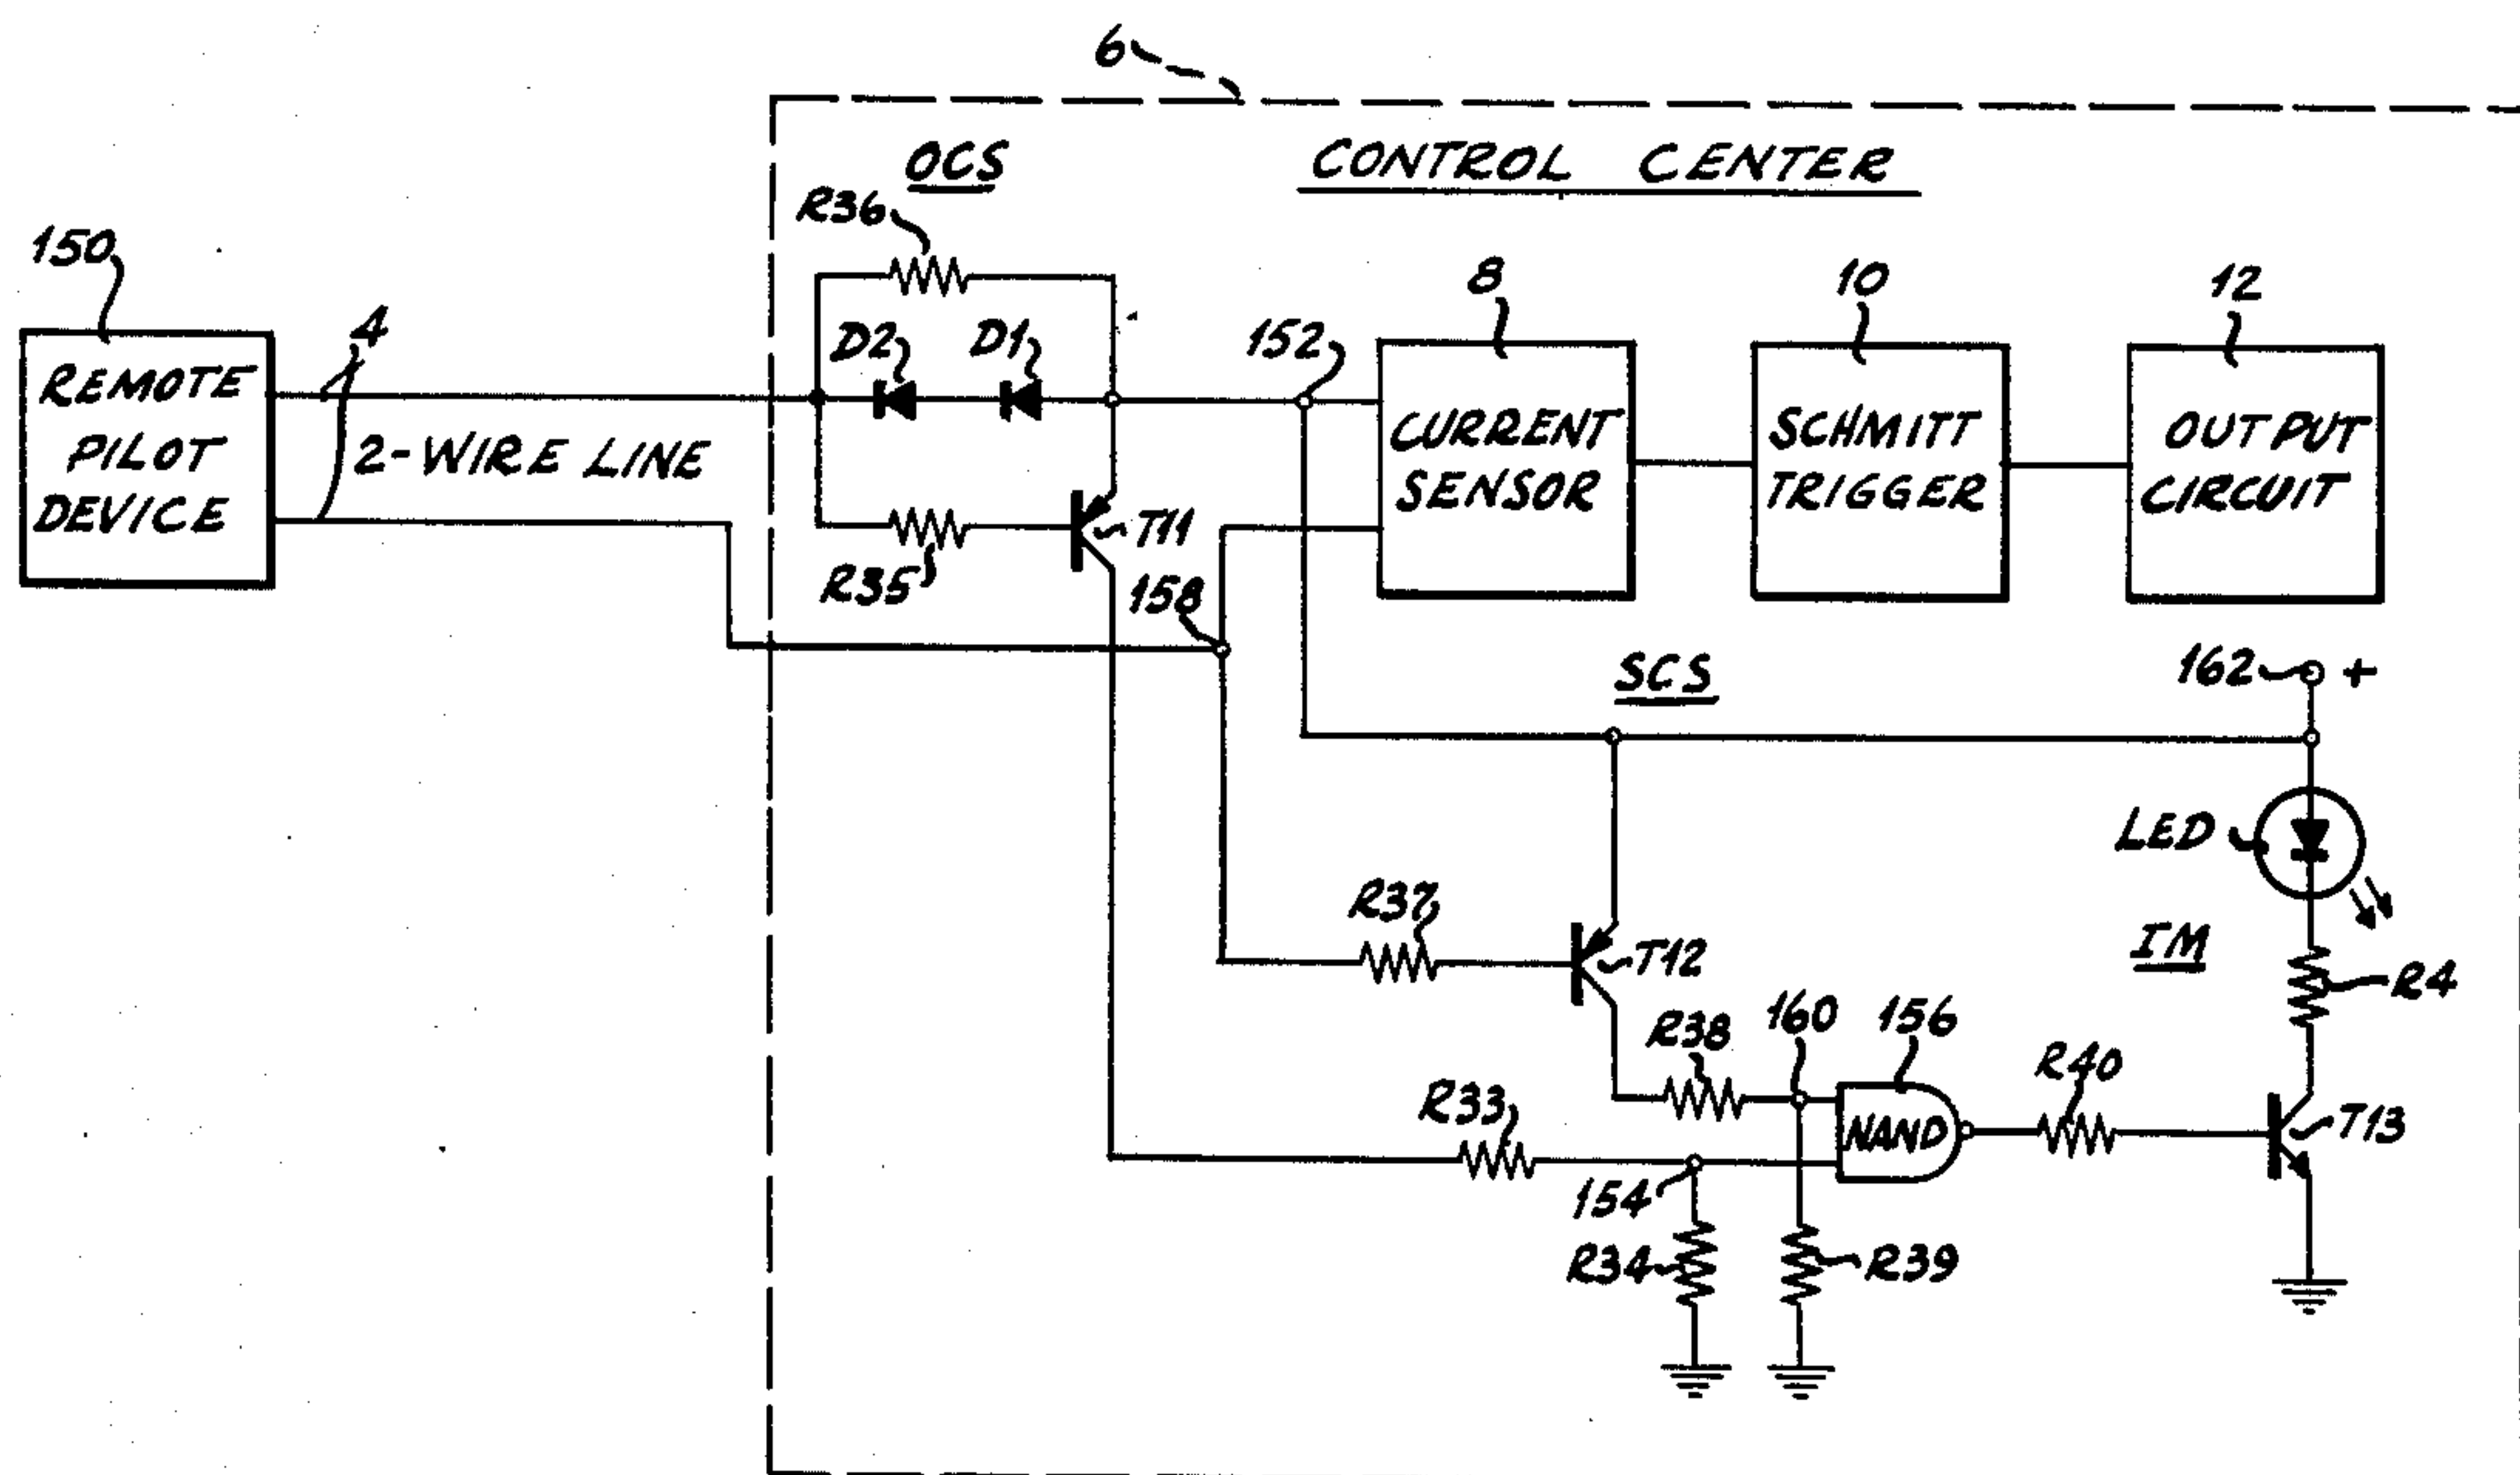 6
OCS
CONTROL CENTER
R36
150
4
D2
D1
152
8
10
12
REMOTE
PILOT
DEVICE
2-WIRE LINE
CURRENT
SENSOR
SCHMITT
TRIGGER
OUTPUT
CIRCUIT
T11
R35
158
SCS
162
+
LED
R37
T12
IM
R4
R38
160
156
R40
R33
NAND
T13
154
R34
R39